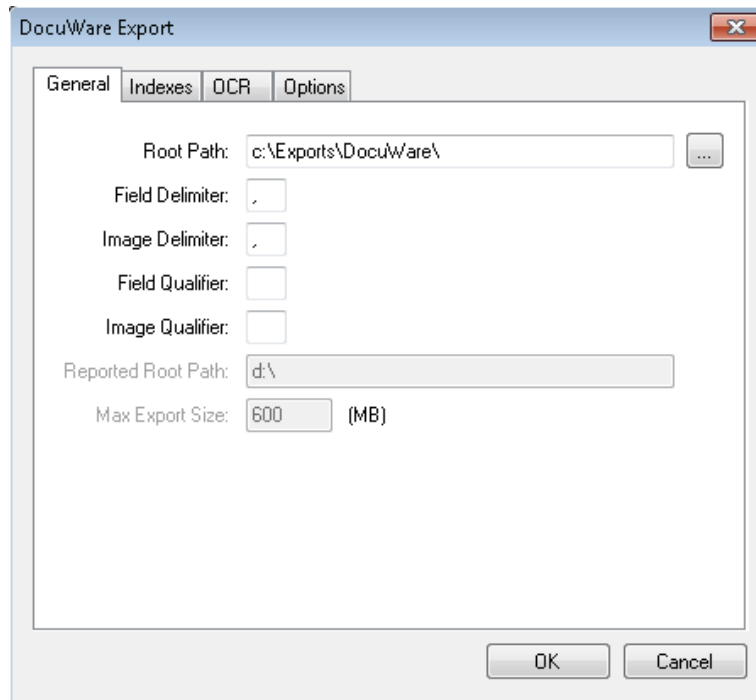 DocuWare Export
General Indexes OCR Options
Root Path: c:\Exports\DocuWare\ ...
Field Delimiter: ,
Image Delimiter: ,
Field Qualifier:
Image Qualifier:
Reported Root Path: d:\
Max Export Size: 600 (MB)
OK Cancel